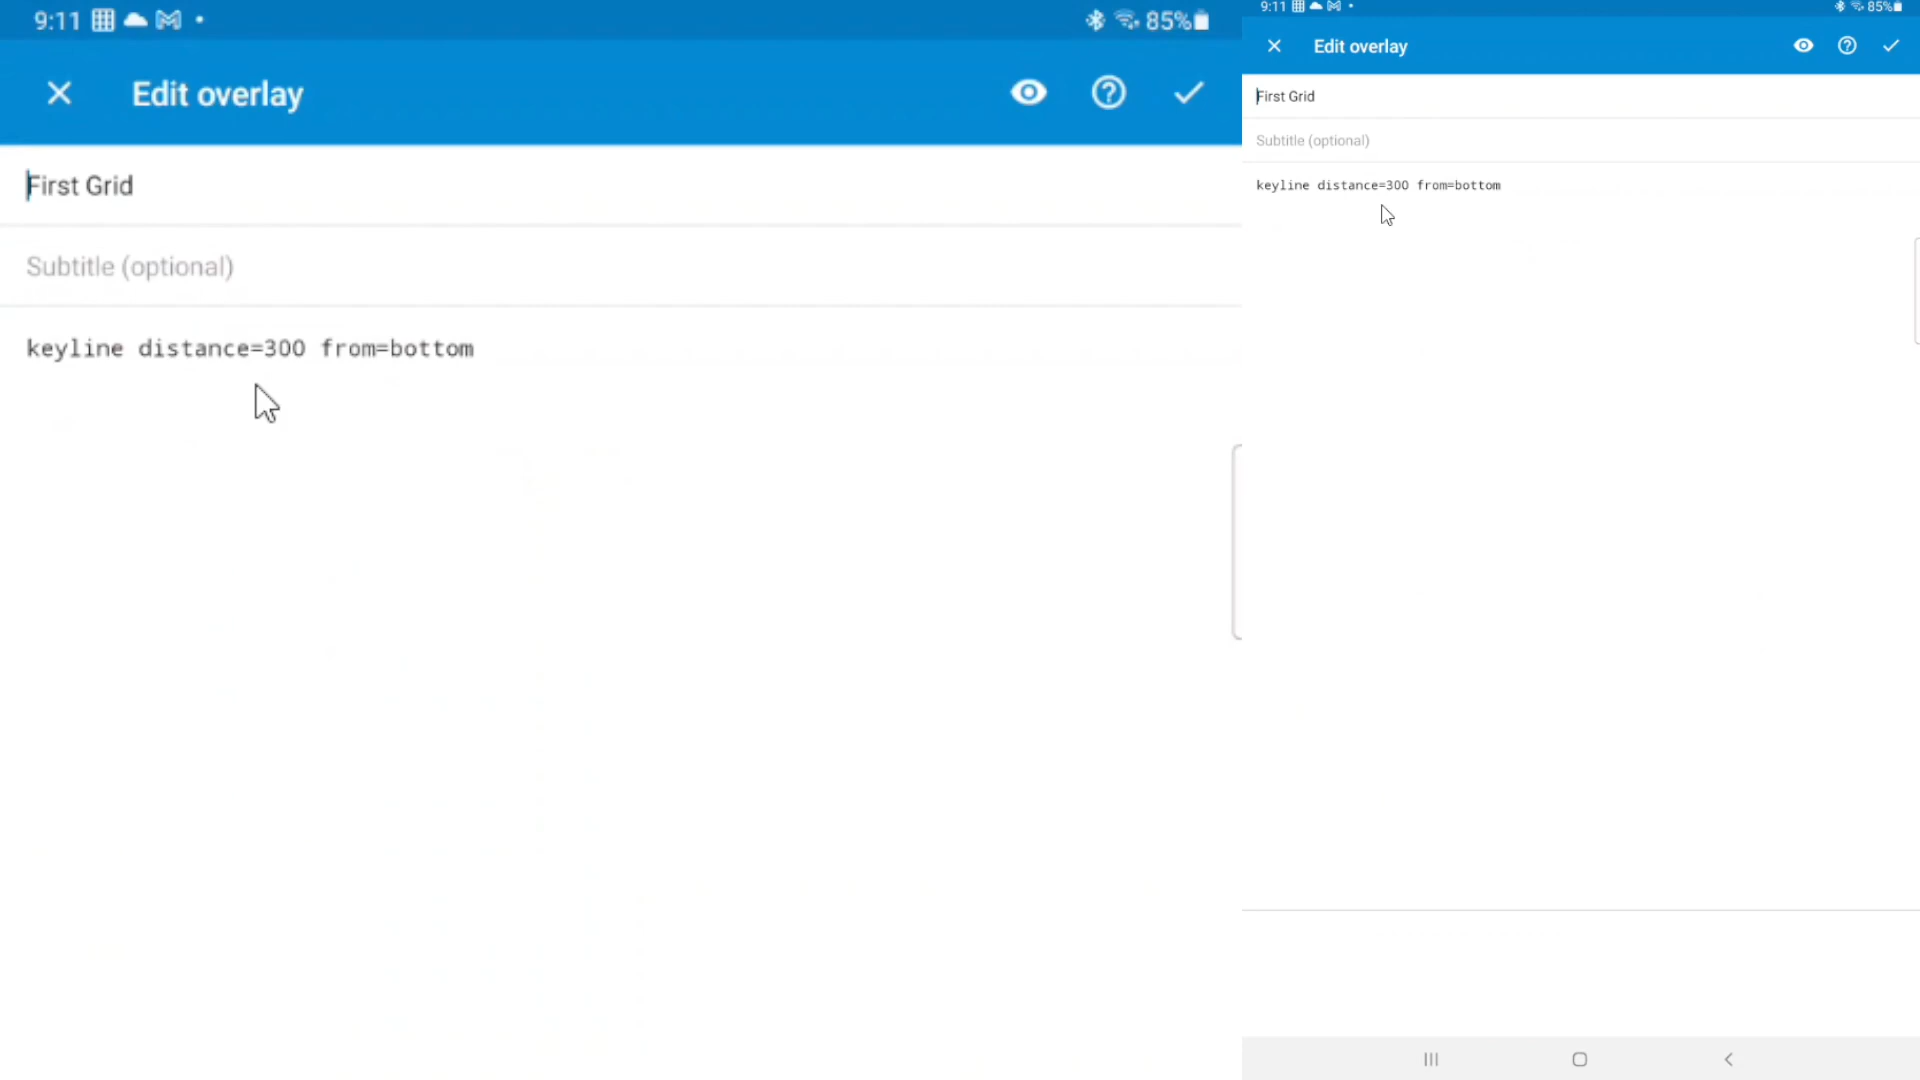 9:11
85%
Edit overlay
First Grid
Subtitle (optional)
keyline distance=300 from=bottom
9:11
85%
Edit overlay
First Grid
Subtitle (optional)
keyline distance=300 from=bottom